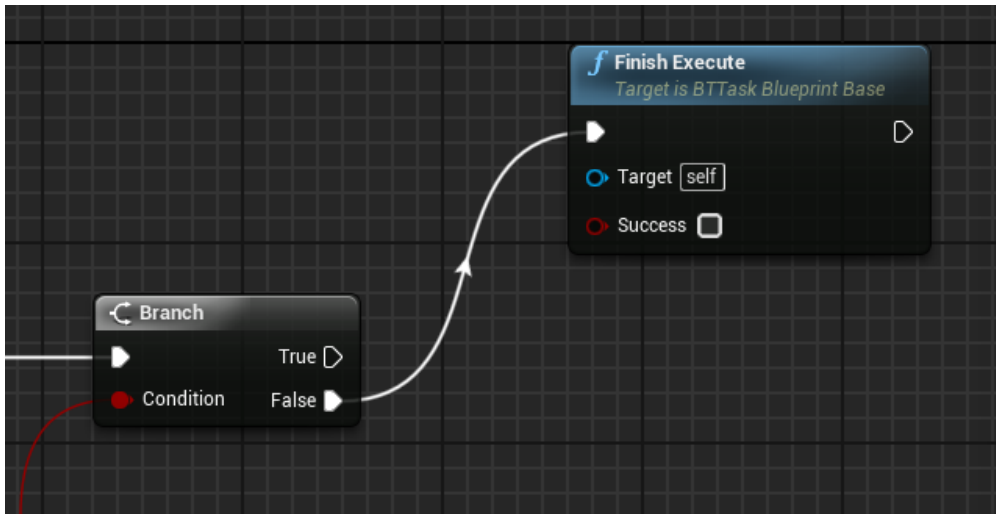 Finish Execute
Target is BTTask Blueprint Base
Target self
Success
Branch
True
Condition False